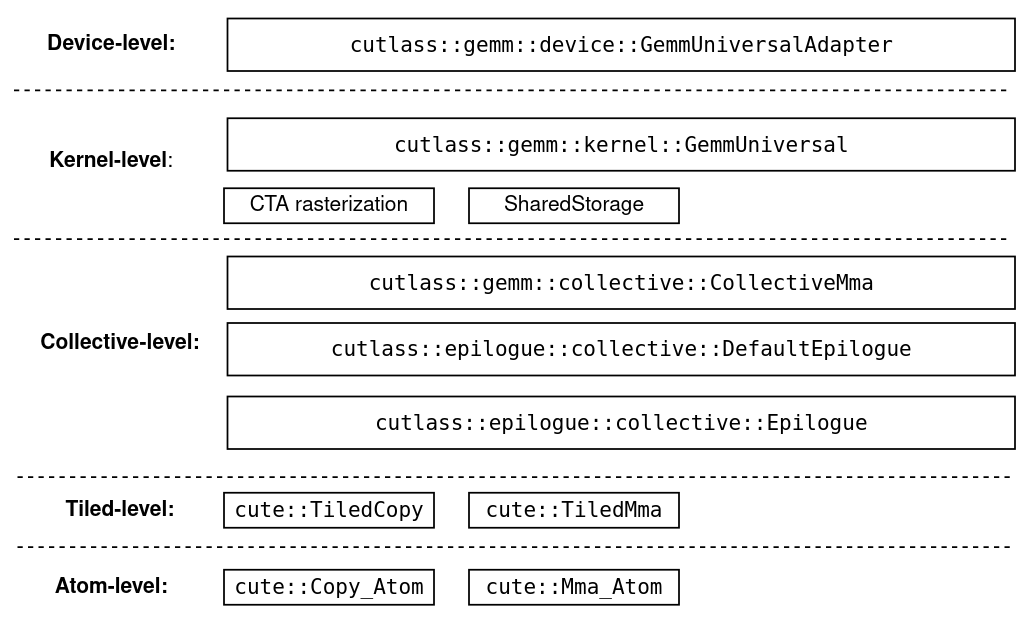 Device-level:
cutlass::gemm::device::GemmUniversalAdapter
Kernel-level:
cutlass::gemm::kernel::GemmUniversal
CTA rasterization
SharedStorage
Collective-level:
cutlass::gemm::collective::CollectiveMma
cutlass::epilogue::collective::DefaultEpilogue
cutlass::epilogue::collective::Epilogue
Tiled-level:
cute::TiledCopy
cute::TiledMma
Atom-level:
cute::Copy_Atom
cute::Mma_Atom